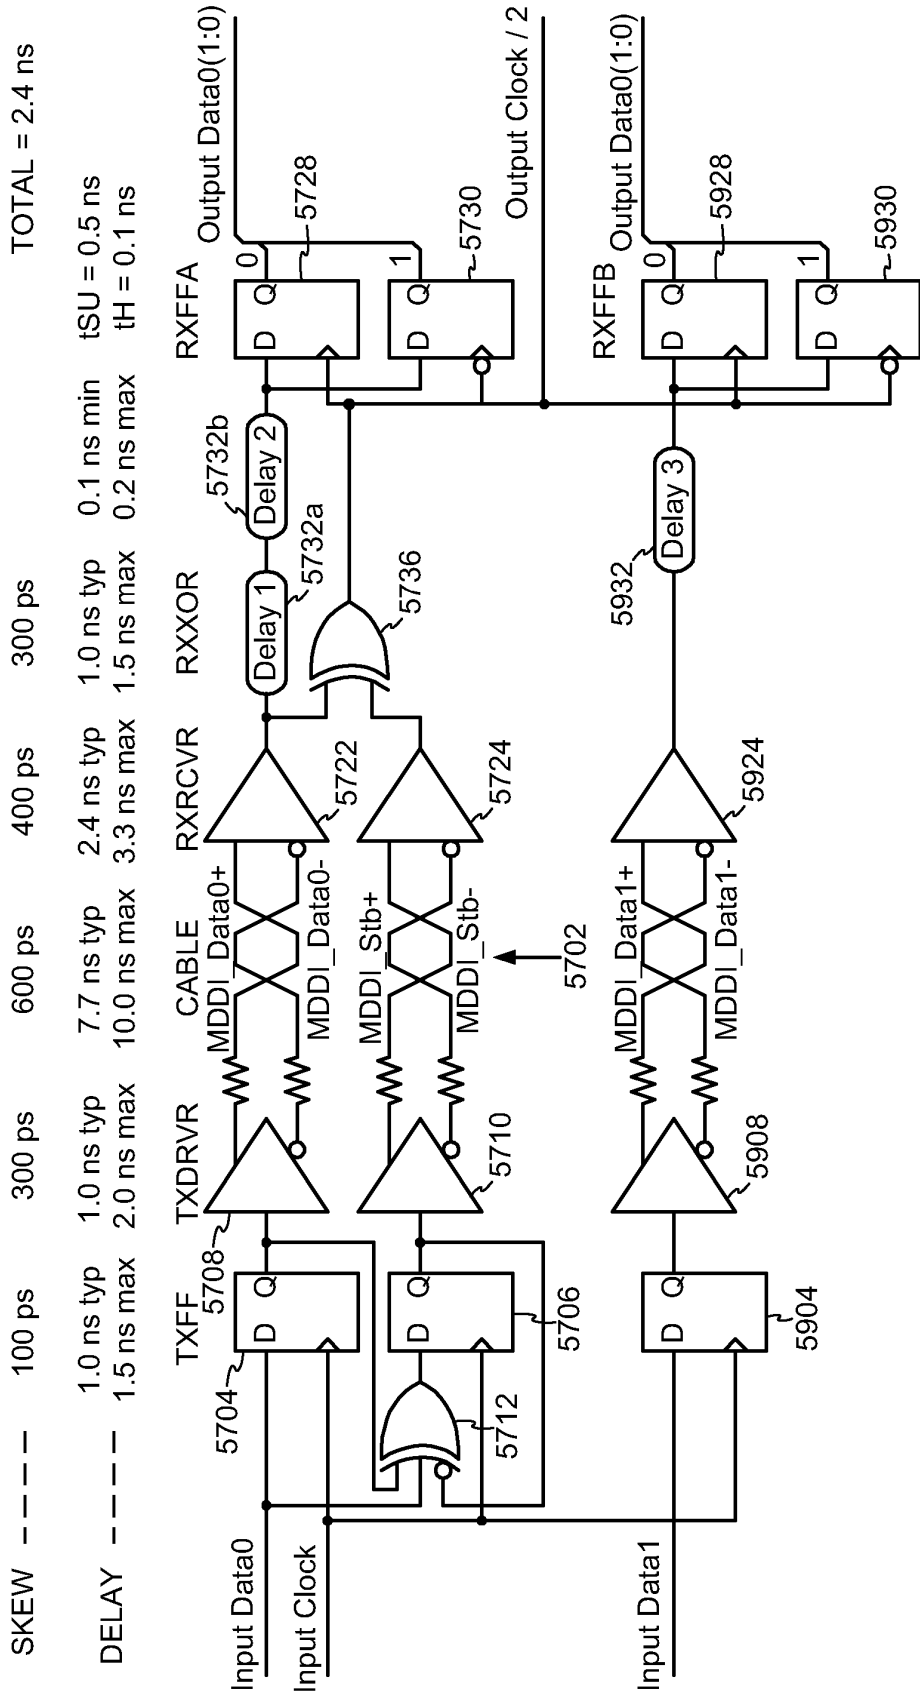 SKEW
100 ps
300 ps
600 ps
400 ps
300 ps
TOTAL = 2.4 ns
DELAY
1.0 ns typ
1.5 ns max
1.0 ns typ
2.0 ns max
7.7 ns typ
10.0 ns max
2.4 ns typ
3.3 ns max
1.0 ns typ
1.5 ns max
0.1 ns min
0.2 ns max
tSU = 0.5 ns
tH = 0.1 ns
TXFF
TXDRVR
CABLE
RXRCVR
RXXOR
RXFFA
Input Data0
5704
D
Q
5708
MDDI_Data0+
MDDI_Data0-
5722
Delay 1
5732a
Delay 2
5732b
D
Q
0
5728
Output Data0(1:0)
Input Clock
5712
D
Q
5706
5710
MDDI_Stb+
MDDI_Stb-
5702
5724
5736
D
Q
1
5730
Output Clock / 2
RXFFB
Input Data1
D
Q
5904
5908
MDDI_Data1+
MDDI_Data1-
5924
Delay 3
5932
D
Q
0
5928
Output Data0(1:0)
D
Q
1
5930